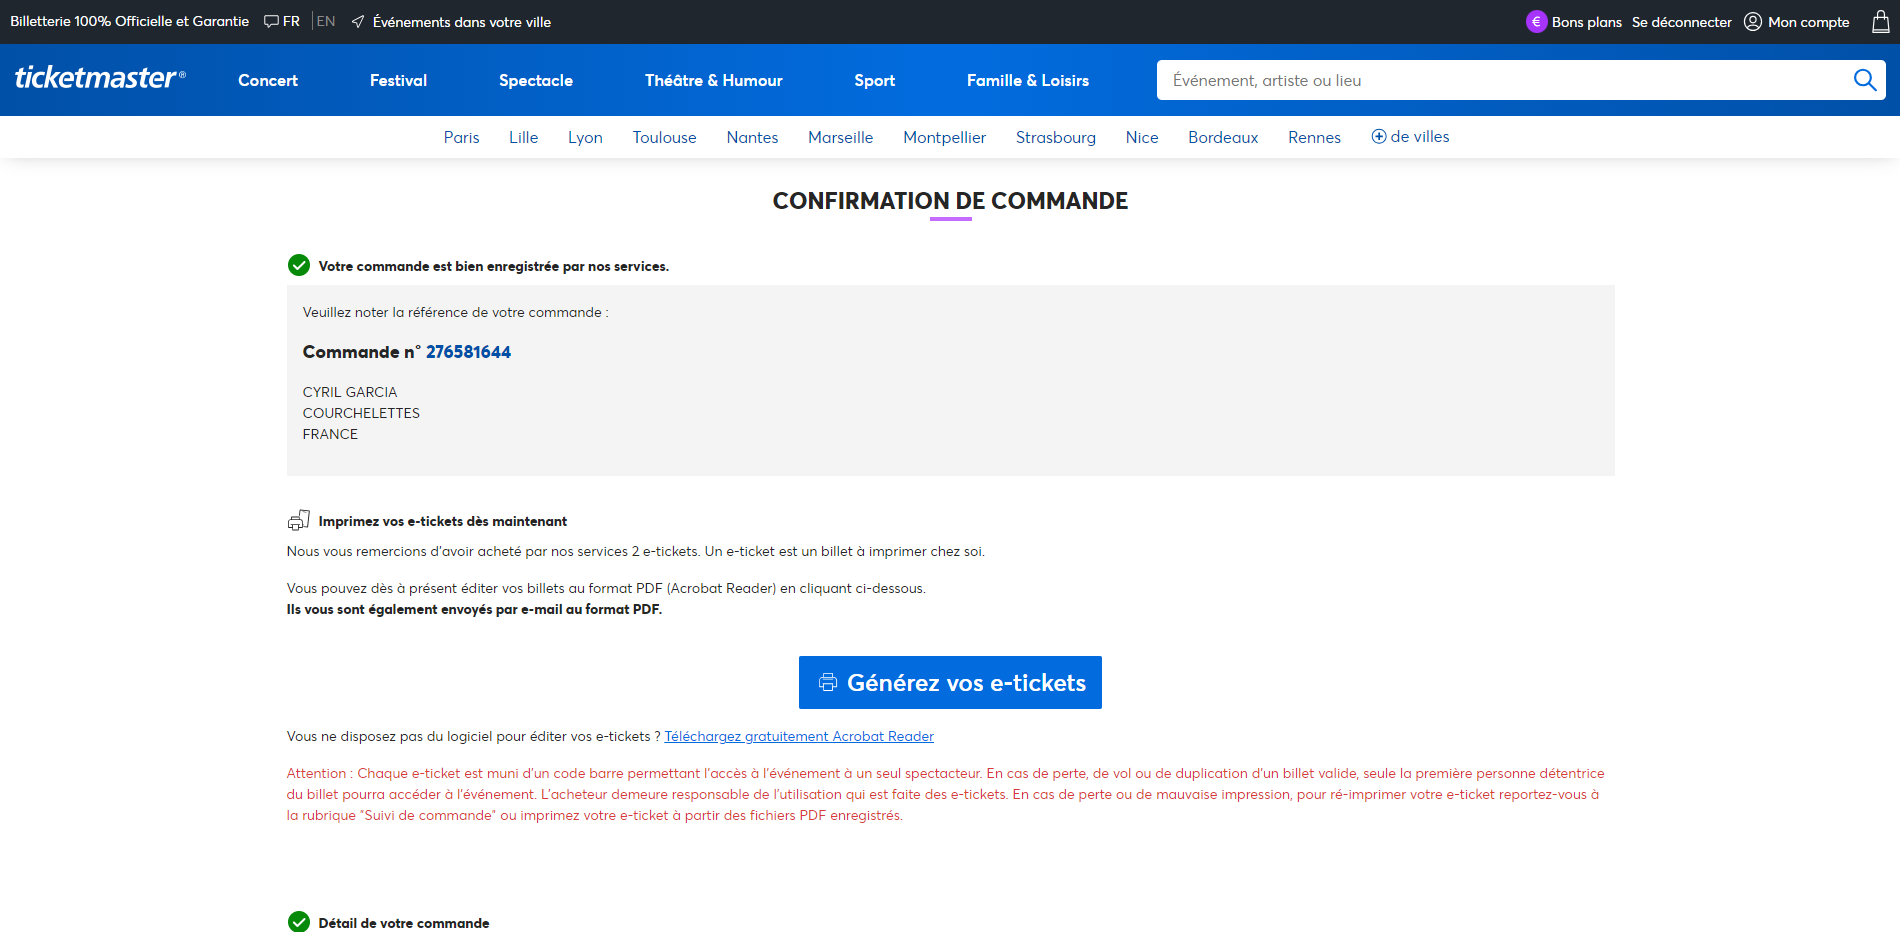 Billetterie 100% Officielle et Garantie FR EN Événements dans votre ville € Bons plans Se déconnecter Mon compte
ticketmaster® Concert Festival Spectacle Théâtre & Humour Sport Famille & Loisirs Événement, artiste ou lieu
Paris Lille Lyon Toulouse Nantes Marseille Montpellier Strasbourg Nice Bordeaux Rennes de villes
CONFIRMATION DE COMMANDE
Votre commande est bien enregistrée par nos services.
Veuillez noter la référence de votre commande :
Commande n° 276581644
CYRIL GARCIA
COURCHELETTES
FRANCE
Imprimez vos e-tickets dès maintenant
Nous vous remercions d'avoir acheté par nos services 2 e-tickets. Un e-ticket est un billet à imprimer chez soi.
Vous pouvez dès à présent éditer vos billets au format PDF (Acrobat Reader) en cliquant ci-dessous.
Ils vous sont également envoyés par e-mail au format PDF.
Générez vos e-tickets
Vous ne disposez pas du logiciel pour éditer vos e-tickets ? Téléchargez gratuitement Acrobat Reader
Attention : Chaque e-ticket est muni d'un code barre permettant l'accès à l'événement à un seul spectacteur. En cas de perte, de vol ou de duplication d'un billet valide, seule la première personne détentrice
du billet pourra accéder à l'événement. L'acheteur demeure responsable de l'utilisation qui est faite des e-tickets. En cas de perte ou de mauvaise impression, pour ré-imprimer votre e-ticket reportez-vous à
la rubrique "Suivi de commande" ou imprimez votre e-ticket à partir des fichiers PDF enregistrés.
Détail de votre commande